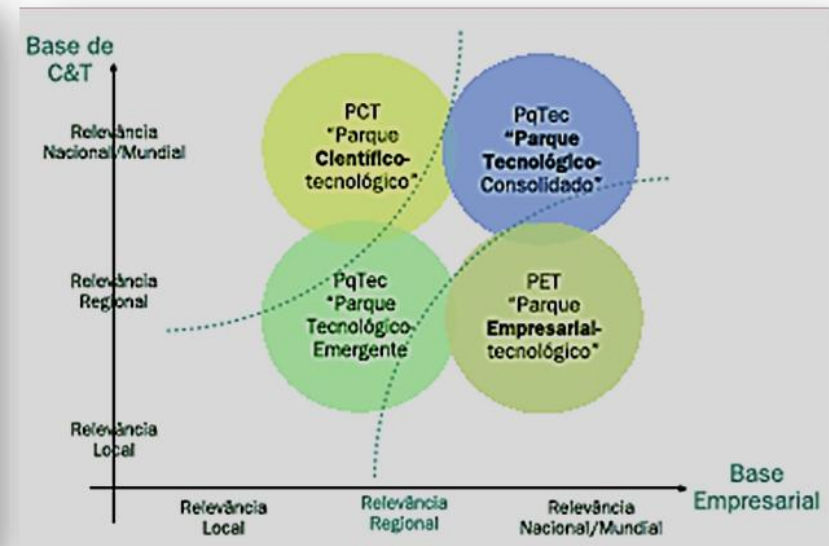 Base de
C&T
Relevância
Nacional/Mundial
Relevância
Regional
Relevância
Local
PCT
"Parque
Científico-
tecnológico"
PqTec
"Parque
Tecnológico-
Consolidado"
PqTec
"Parque
Tecnológico-
Emergente
PET
"Parque
Empresarial-
tecnológico"
Relevância
Local
Relevância
Regional
Relevância
Nacional/Mundial
Base
Empresarial